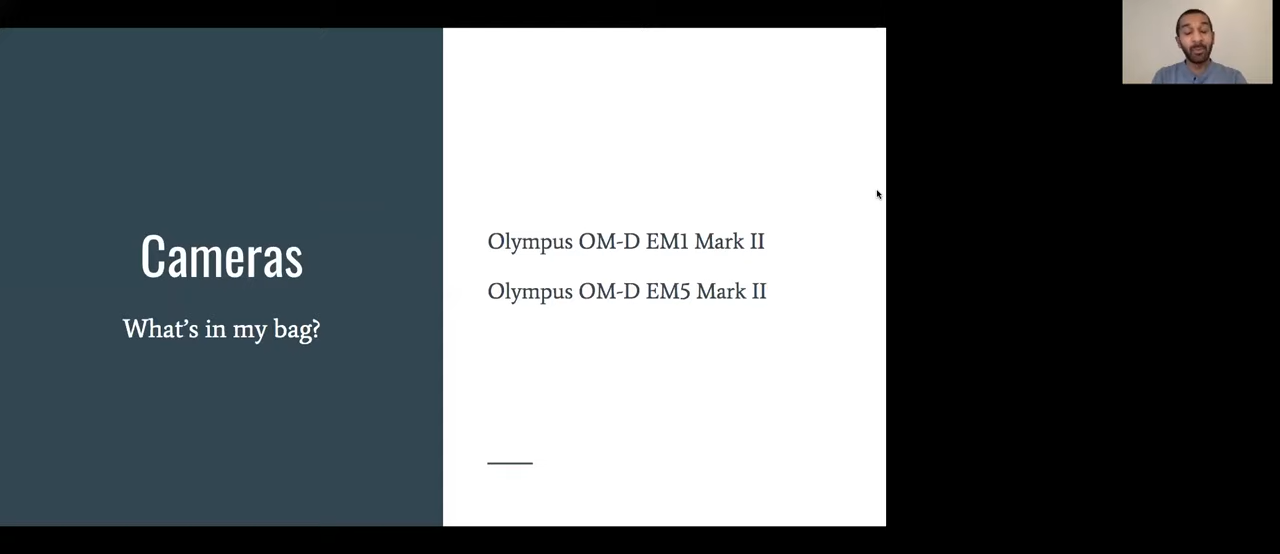 Cameras
What's in my bag?
Olympus OM-D EM1 Mark II
Olympus OM-D EM5 Mark II